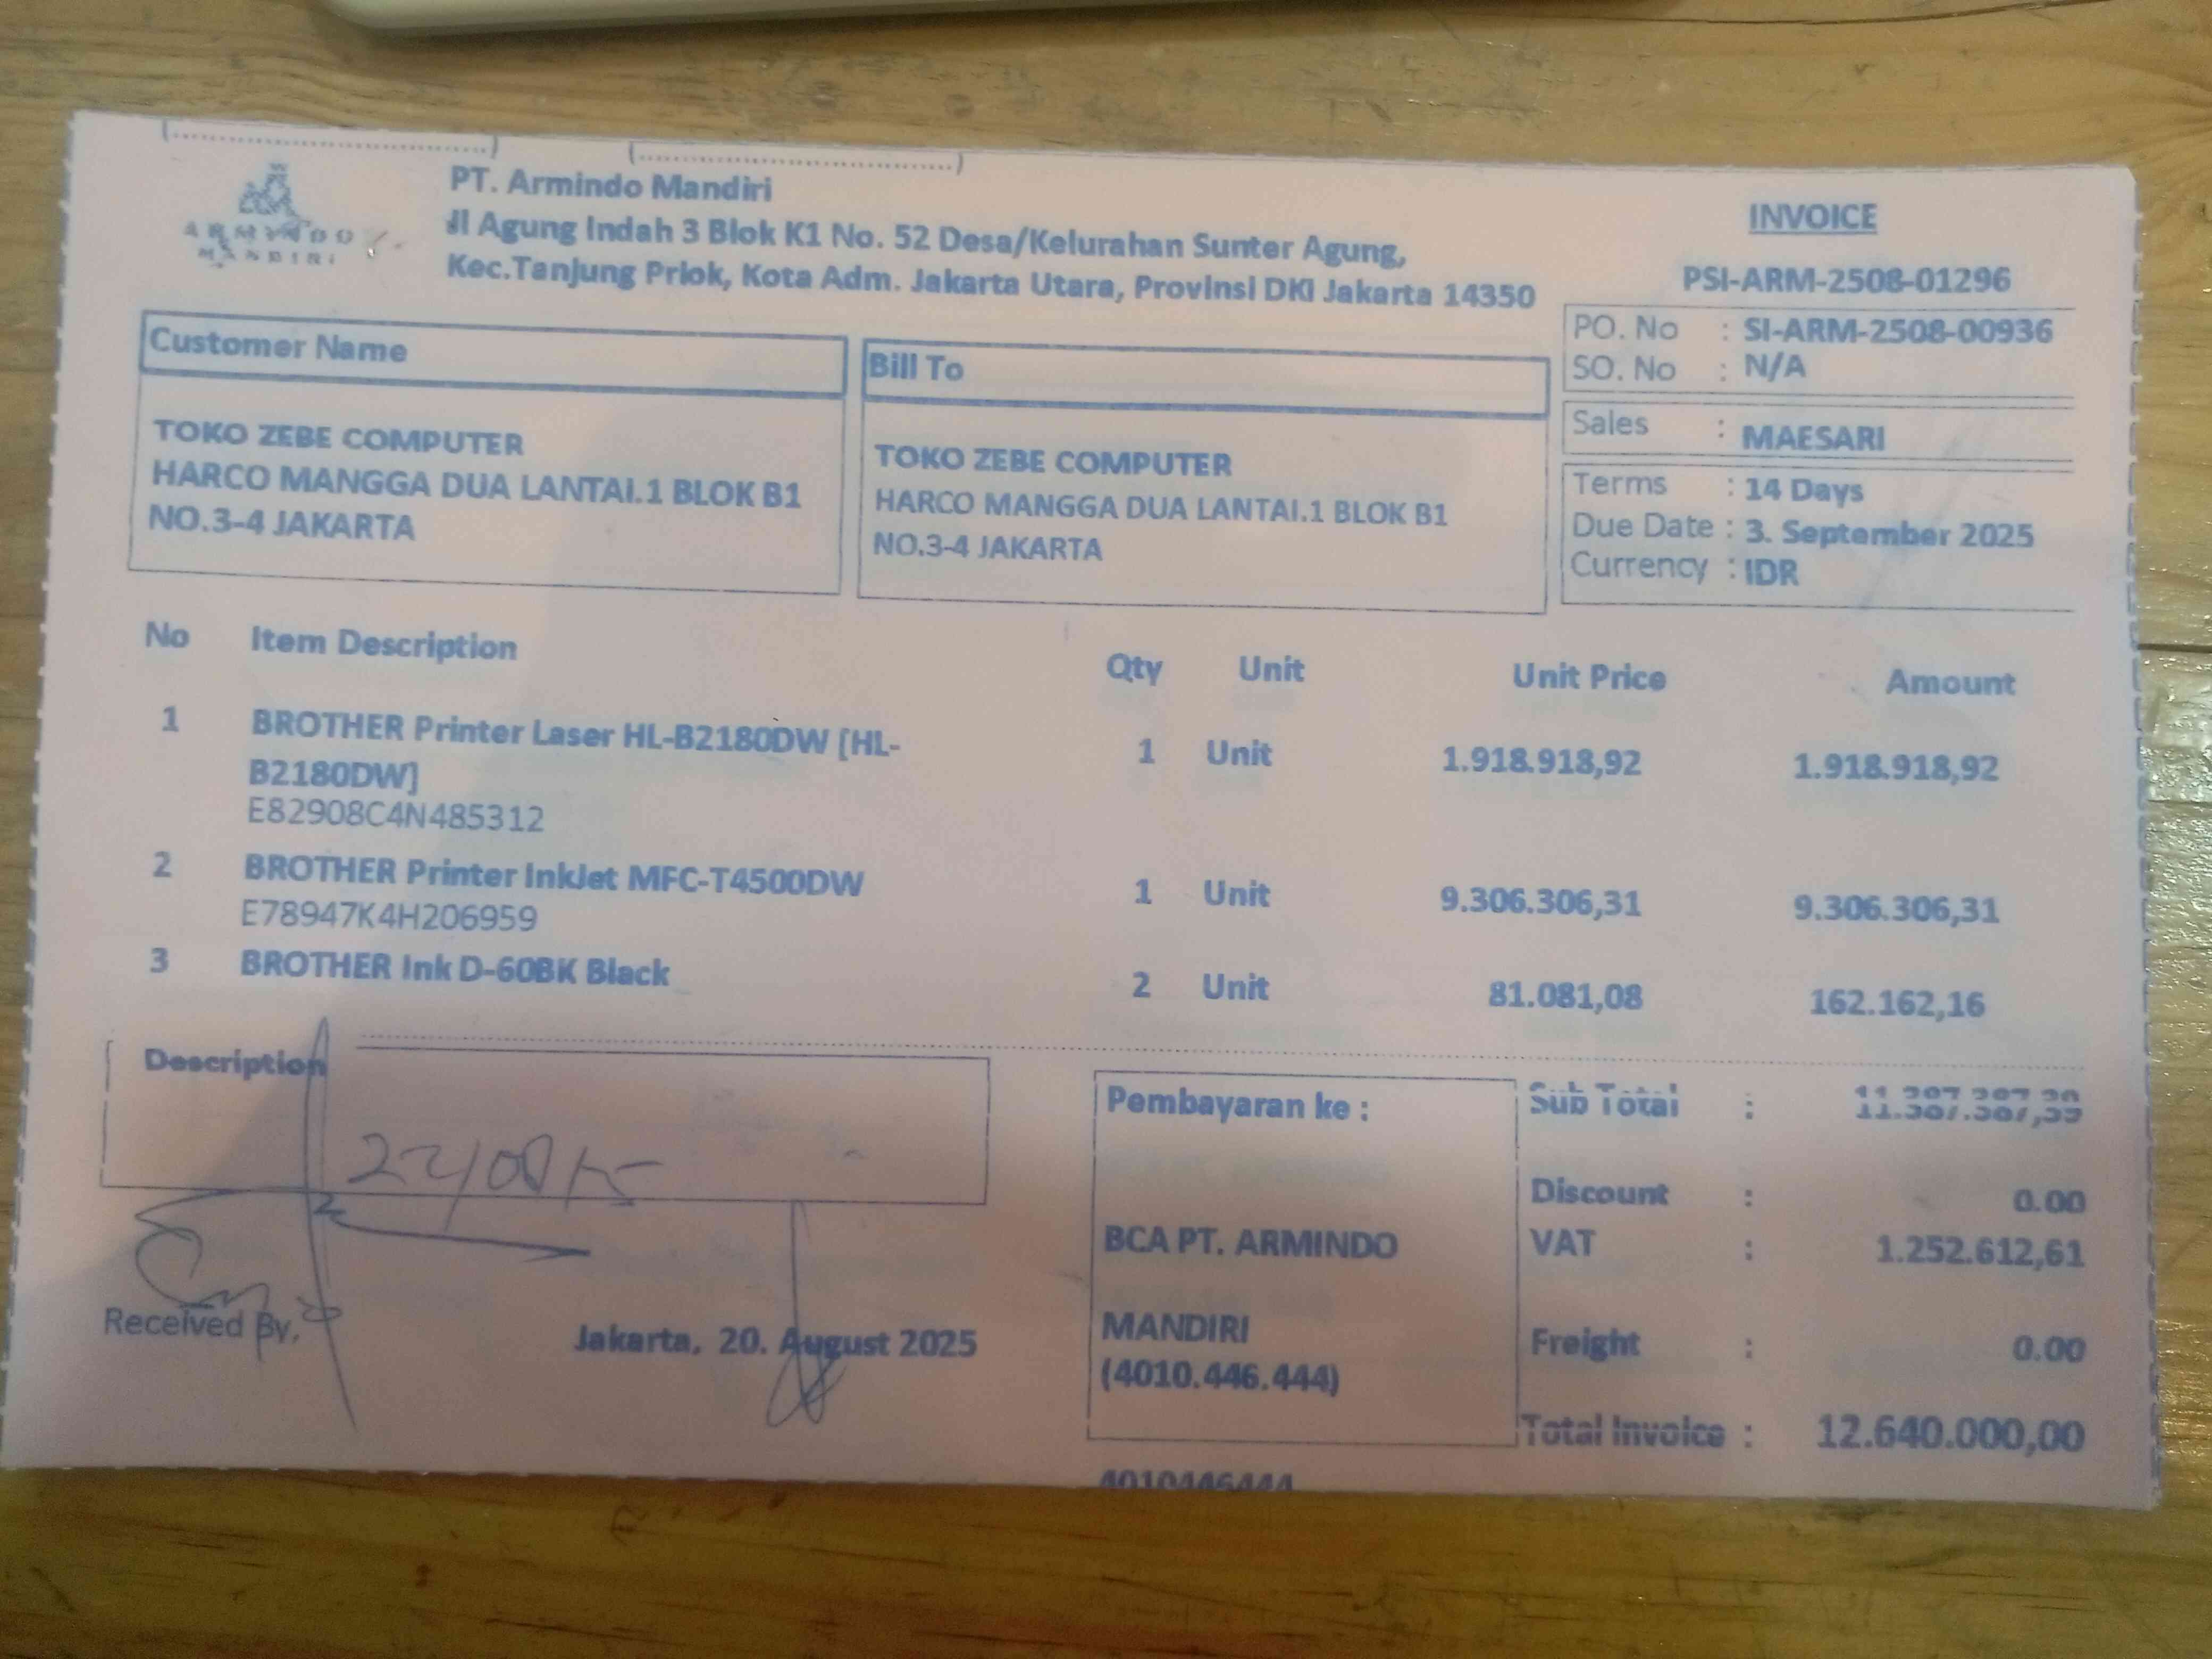 ARMINDO
MANDIRI
PT. Armindo Mandiri
Jl Agung Indah 3 Blok K1 No. 52 Desa/Kelurahan Sunter Agung,
Kec.Tanjung Priok, Kota Adm. Jakarta Utara, Provinsi DKI Jakarta 14350
INVOICE
PSI-ARM-2508-01296
PO. No : SI-ARM-2508-00936
SO. No : N/A
Sales : MAESARI
Terms : 14 Days
Due Date : 3. September 2025
Currency : IDR
Customer Name
TOKO ZEBE COMPUTER
HARCO MANGGA DUA LANTAI.1 BLOK B1
NO.3-4 JAKARTA
Bill To
TOKO ZEBE COMPUTER
HARCO MANGGA DUA LANTAI.1 BLOK B1
NO.3-4 JAKARTA
No Item Description Qty Unit Unit Price Amount
1 BROTHER Printer Laser HL-B2180DW [HL- 1 Unit 1.918.918,92 1.918.918,92
B2180DW]
E82908C4N485312
2 BROTHER Printer InkJet MFC-T4500DW 1 Unit 9.306.306,31 9.306.306,31
E78947K4H206959
3 BROTHER Ink D-60BK Black 2 Unit 81.081,08 162.162,16
Description
Received By,
Jakarta, 20. August 2025
Pembayaran ke :
BCA PT. ARMINDO
MANDIRI
(4010.446.444)
4010446444
Sub Total : 11.387.387,39
Discount : 0.00
VAT : 1.252.612,61
Freight : 0.00
Total Invoice : 12.640.000,00